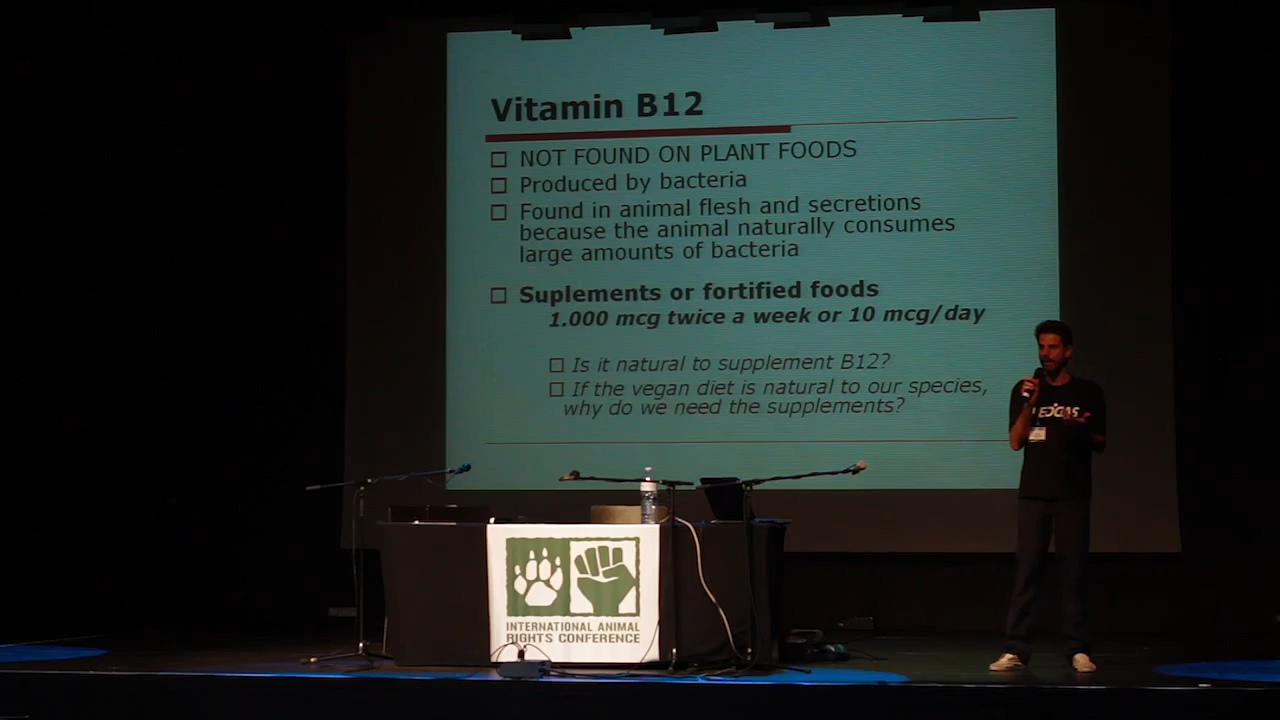 Vitamin B12
NOT FOUND ON PLANT FOODS
Produced by bacteria
Found in animal flesh and secretions
because the animal naturally consumes
large amounts of bacteria
Suplements or fortified foods
1.000 mcg twice a week or 10 mcg/day
Is it natural to supplement B12?
If the vegan diet is natural to our species,
why do we need the supplements?
INTERNATIONAL ANIMAL
RIGHTS CONFERENCE